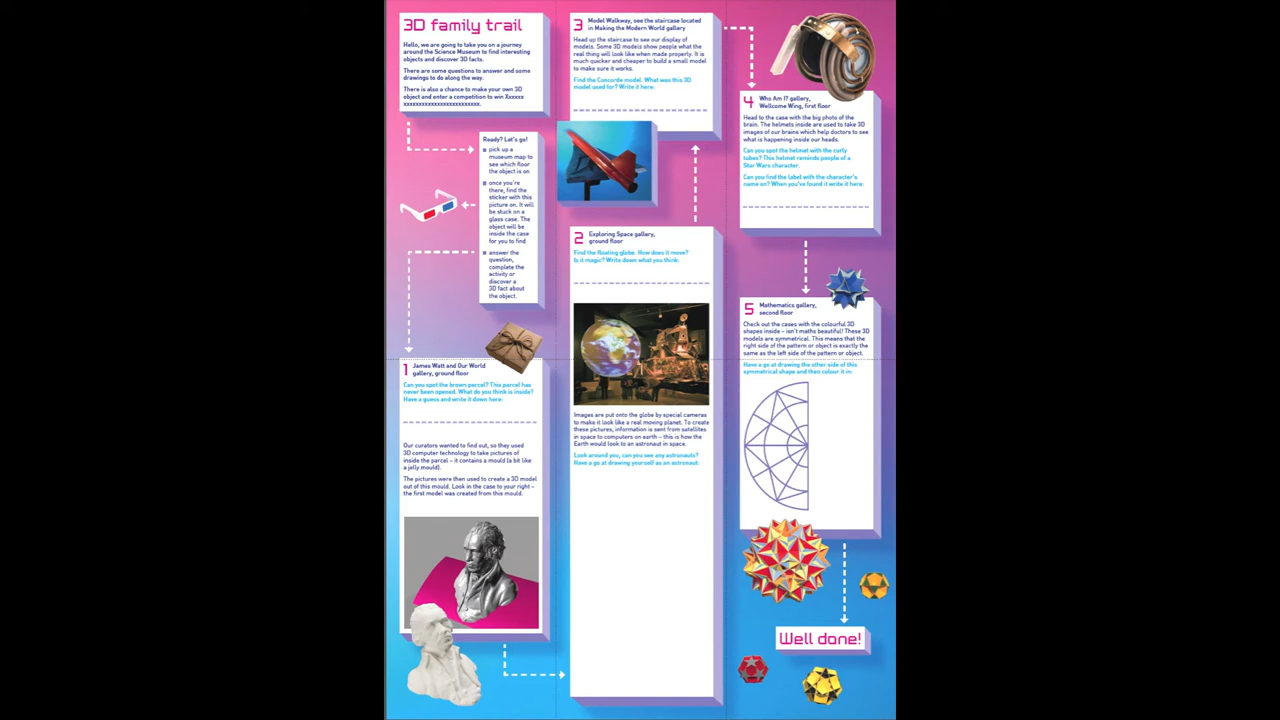 3D family trail
Hello, we are going to take you on a journey
around the Science Museum to find interesting
objects and discover 3D facts.
There are some questions to answer and some
drawings to do along the way.
There is also a chance to make your own 3D
object and enter a competition to win Xxxxxx
xxxxxxxxxxxxxxxxxxxxxxxxx.
Ready? Let's go!
pick up a
museum map to
see which floor
the object is on
once you're
there, find the
sticker with this
picture on. It will
be stuck on a
glass case. The
object will be
inside the case
for you to find
answer the
question,
complete the
activity or
discover a
3D fact about
the object.
1 James Watt and Our World
gallery, ground floor
Can you spot the brown parcel? This parcel has
never been opened. What do you think is inside?
Have a guess and write it down here:
Our curators wanted to find out, so they used
3D computer technology to take pictures of
inside the parcel – it contains a mould (a bit like
a jelly mould).
The pictures were then used to create a 3D model
out of this mould. Look in the case to your right –
the first model was created from this mould.
2 Exploring Space gallery,
ground floor
Find the floating globe. How does it move?
Is it magic? Write down what you think:
Images are put onto the globe by special cameras
to make it look like a real moving planet. To create
these pictures, information is sent from satellites
in space to computers on earth – this is how the
Earth would look to an astronaut in space.
Look around you, can you see any astronauts?
Have a go at drawing yourself as an astronaut:
3 Model Walkway, see the staircase located
in Making the Modern World gallery
Head up the staircase to see our display of
models. Some 3D models show people what the
real thing will look like when made properly. It is
much quicker and cheaper to build a small model
to make sure it works.
Find the Concorde model. What was this 3D
model used for? Write it here:
4 Who Am I? gallery,
Wellcome Wing, first floor
Head to the case with the big photo of the
brain. The helmets inside are used to take 3D
images of our brains which help doctors to see
what is happening inside our heads.
Can you spot the helmet with the curly
tubes? This helmet reminds people of a
Star Wars character.
Can you find the label with the character's
name on? When you've found it write it here:
5 Mathematics gallery,
second floor
Check out the cases with the colourful 3D
shapes inside – isn't maths beautiful! These 3D
models are symmetrical. This means that the
right side of the pattern or object is exactly the
same as the left side of the pattern or object.
Have a go at drawing the other side of this
symmetrical shape and then colour it in:
Well done!